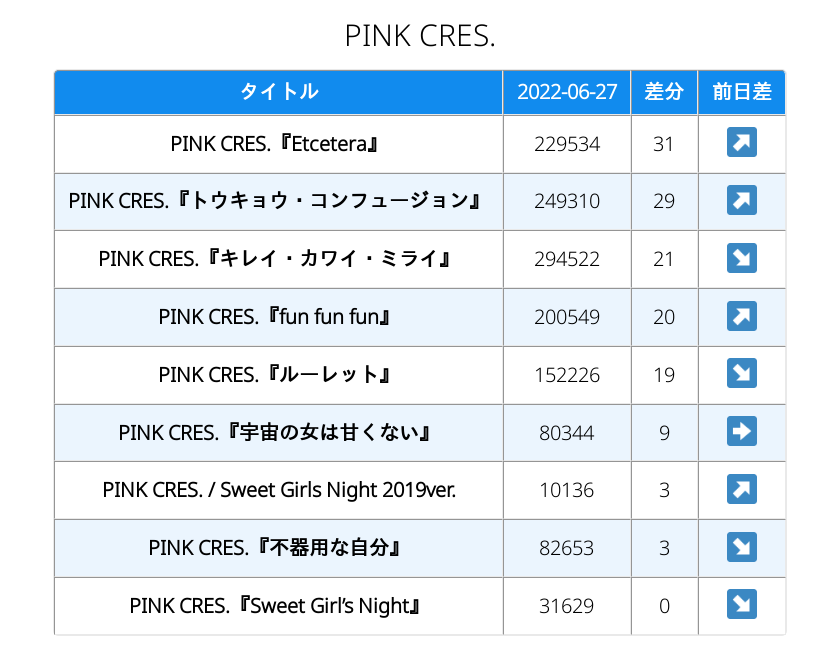 PINK CRES.
タイトル 2022-06-27 差分 前日差
PINK CRES.『Etcetera』 229534 31 ↗
PINK CRES.『トウキョウ・コンフュージョン』 249310 29 ↗
PINK CRES.『キレイ・カワイ・ミライ』 294522 21 ↘
PINK CRES.『fun fun fun』 200549 20 ↗
PINK CRES.『ルーレット』 152226 19 ↘
PINK CRES.『宇宙の女は甘くない』 80344 9 ➡
PINK CRES. / Sweet Girls Night 2019ver. 10136 3 ↗
PINK CRES.『不器用な自分』 82653 3 ↘
PINK CRES.『Sweet Girl’s Night』 31629 0 ↘